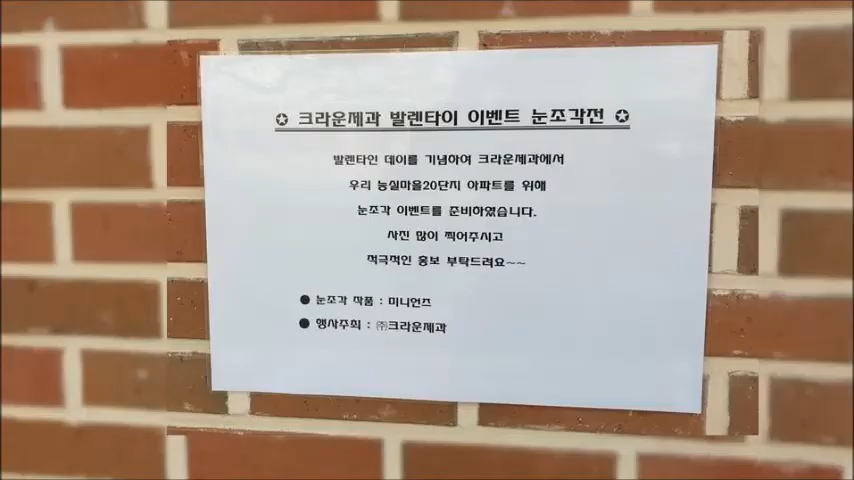 ✪ 크라운제과 발렌타이 이벤트 눈조각전 ✪
발렌타인 데이를 기념하여 크라운제과에서
우리 능실마을20단지 아파트를 위해
눈조각 이벤트를 준비하였습니다.
사진 많이 찍어주시고
적극적인 홍보 부탁드려요~~
● 눈조각 작품 : 미니언즈
● 행사주최 : ㈜크라운제과